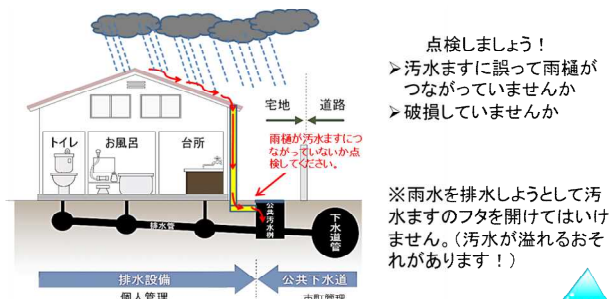 点検しましょう！
➢汚水ますに誤って雨樋が
つながっていませんか
➢破損していませんか
宅地
道路
トイレ
お風呂
台所
雨樋が汚水ますにつ
ながっていないか点
検してください。
※雨水を排水しようとして汚
水ますのフタを開けてはいけ
ません。（汚水が溢れるおそ
れがあります！）
排水管
下水道管
排水設備
公共下水道
個人管理
市町管理